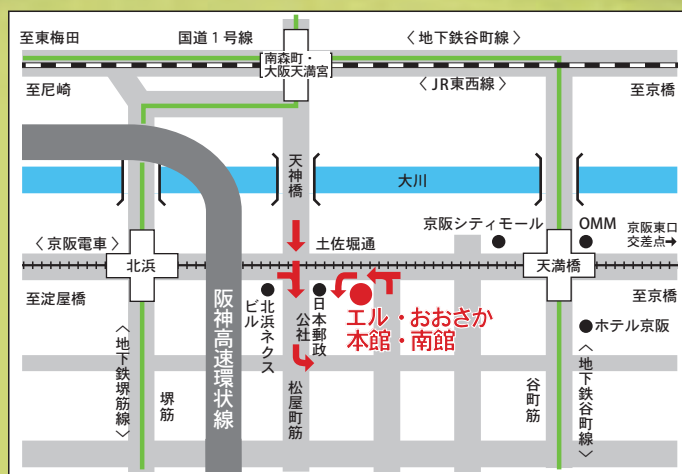 至東梅田
国道1号線
〈地下鉄谷町線〉
南森町・
大阪天満宮
〈JR東西線〉
至尼崎
至京橋
天神橋
大川
京阪シティモール
OMM
京阪東口
交差点→
〈京阪電車〉
土佐堀通
北浜
天満橋
至淀屋橋
至京橋
阪神高速環状線
北浜ネクス
ビル
日本郵政
公社
エル・おおさか
本館・南館
ホテル京阪
〈地下鉄堺筋線〉
堺筋
松屋町筋
谷町筋
〈地下鉄谷町線〉